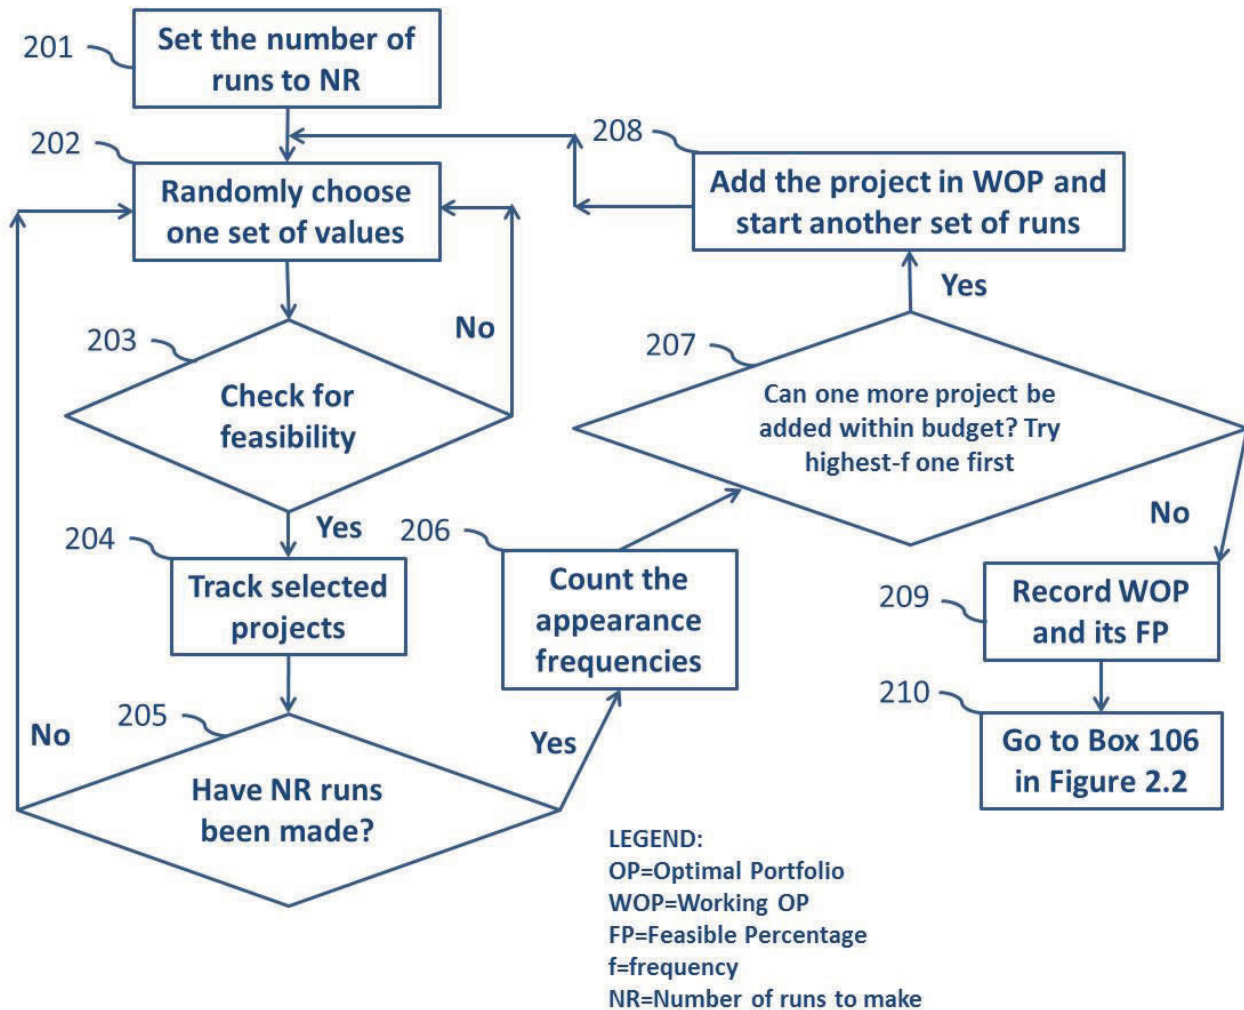 201
Set the number of
runs to NR
202
Randomly choose
one set of values
203
Check for
feasibility
No
Yes
204
Track selected
projects
205
No
Have NR runs
been made?
Yes
206
Count the
appearance
frequencies
207
Can one more project be
added within budget? Try
highest-f one first
Yes
208
Add the project in WOP and
start another set of runs
No
209
Record WOP
and its FP
210
Go to Box 106
in Figure 2.2
LEGEND:
OP=Optimal Portfolio
WOP=Working OP
FP=Feasible Percentage
f=frequency
NR=Number of runs to make